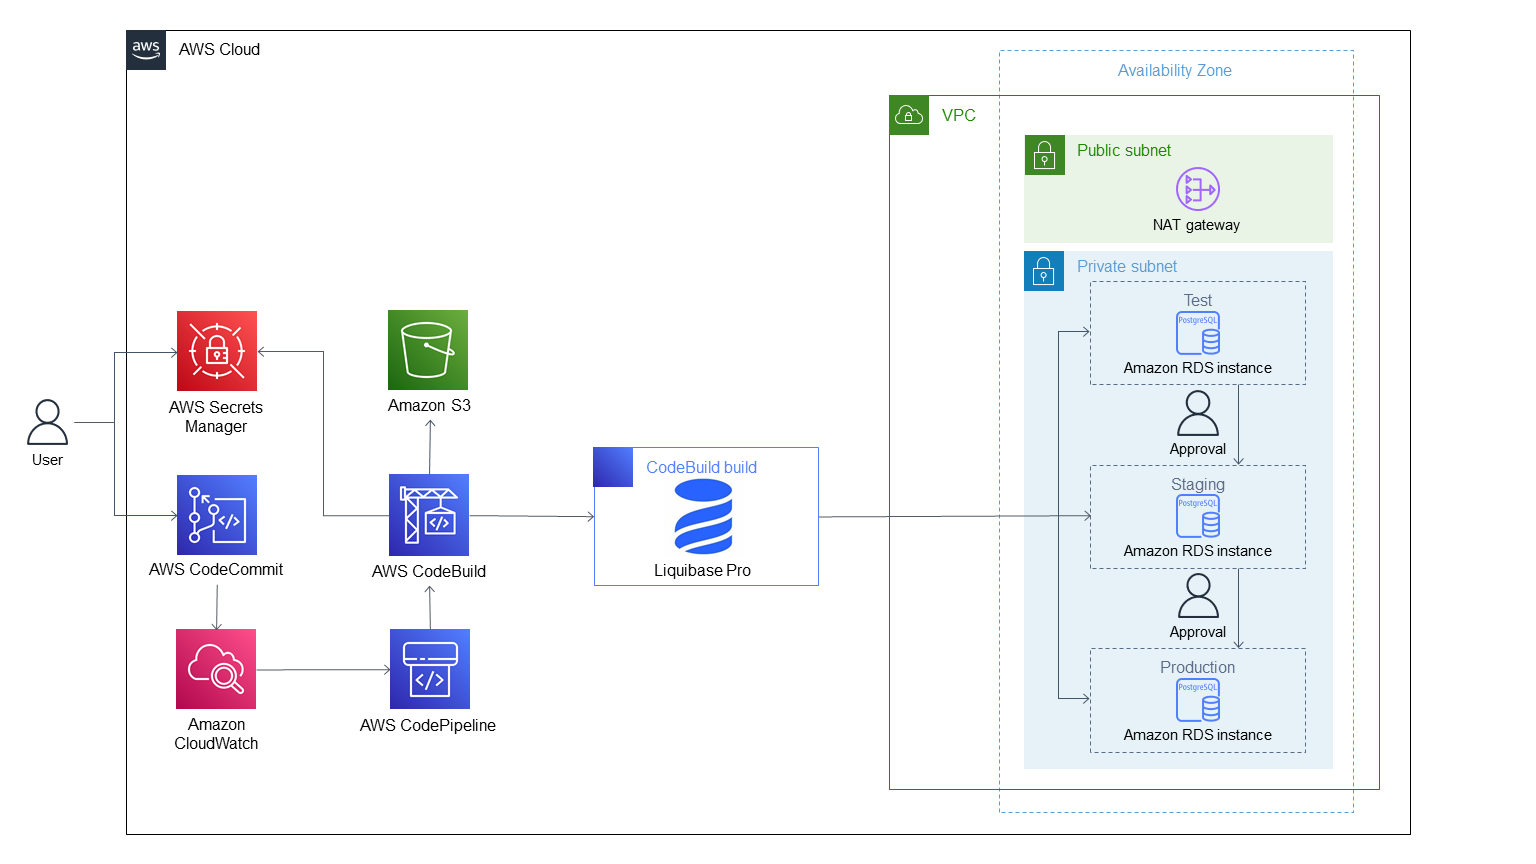 aws
AWS Cloud
Availability Zone
VPC
Public subnet
NAT gateway
Private subnet
Test
PostgreSQL
Amazon RDS instance
Approval
Staging
PostgreSQL
Amazon RDS instance
Approval
Production
PostgreSQL
Amazon RDS instance
User
AWS Secrets
Manager
Amazon S3
AWS CodeCommit
AWS CodeBuild
CodeBuild build
Liquibase Pro
Amazon
CloudWatch
AWS CodePipeline